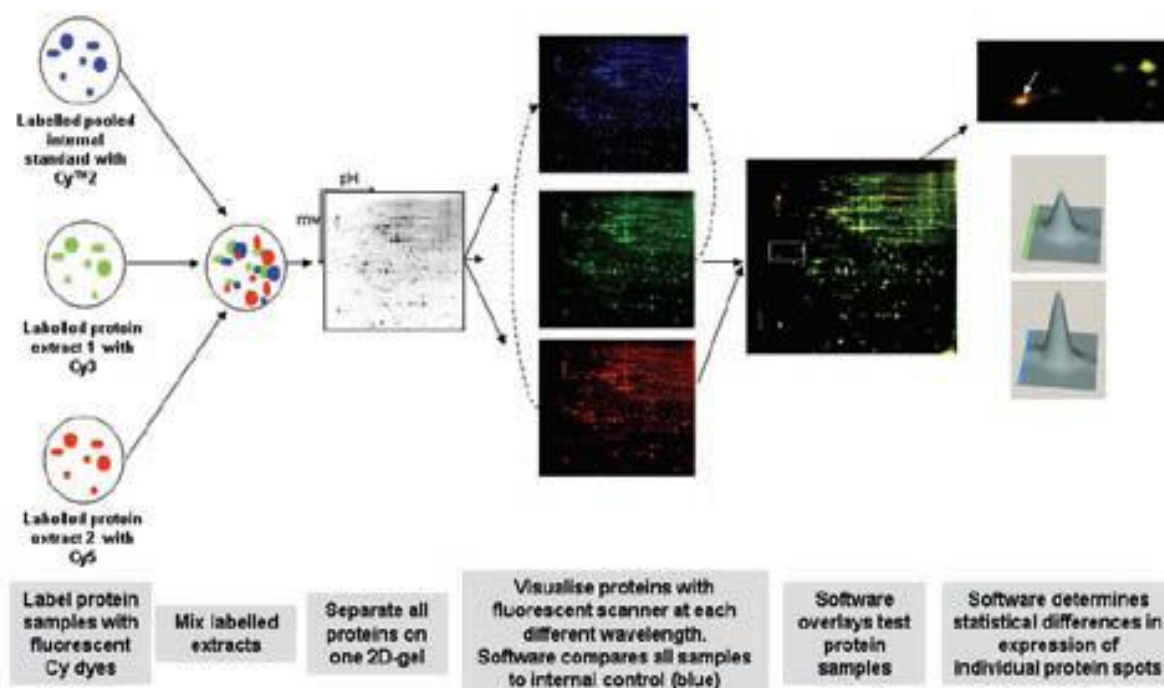 Labelled pooled
internal
standard with
Cy™2
pH
mw
Labelled protein
extract 1 with
Cy3
Labelled protein
extract 2 with
Cy5
Label protein
samples with
fluorescent
Cy dyes
Mix labelled
extracts
Separate all
proteins on
one 2D-gel
Visualise proteins with
fluorescent scanner at each
different wavelength.
Software compares all samples
to internal control (blue)
Software
overlays test
protein
samples
Software determines
statistical differences in
expression of
individual protein spots